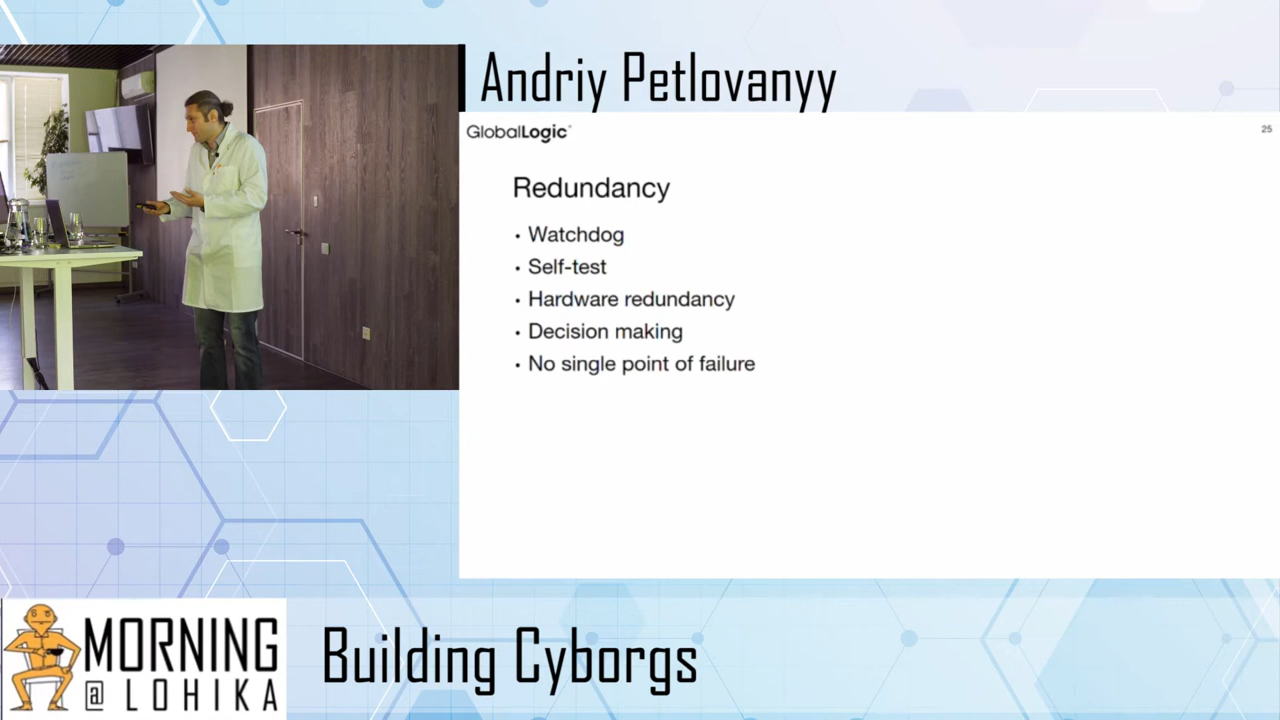 Andriy Petlovanyy
GlobalLogic
25
Redundancy
• Watchdog
• Self-test
• Hardware redundancy
• Decision making
• No single point of failure
MORNING
@ LOHIKA
Building Cyborgs